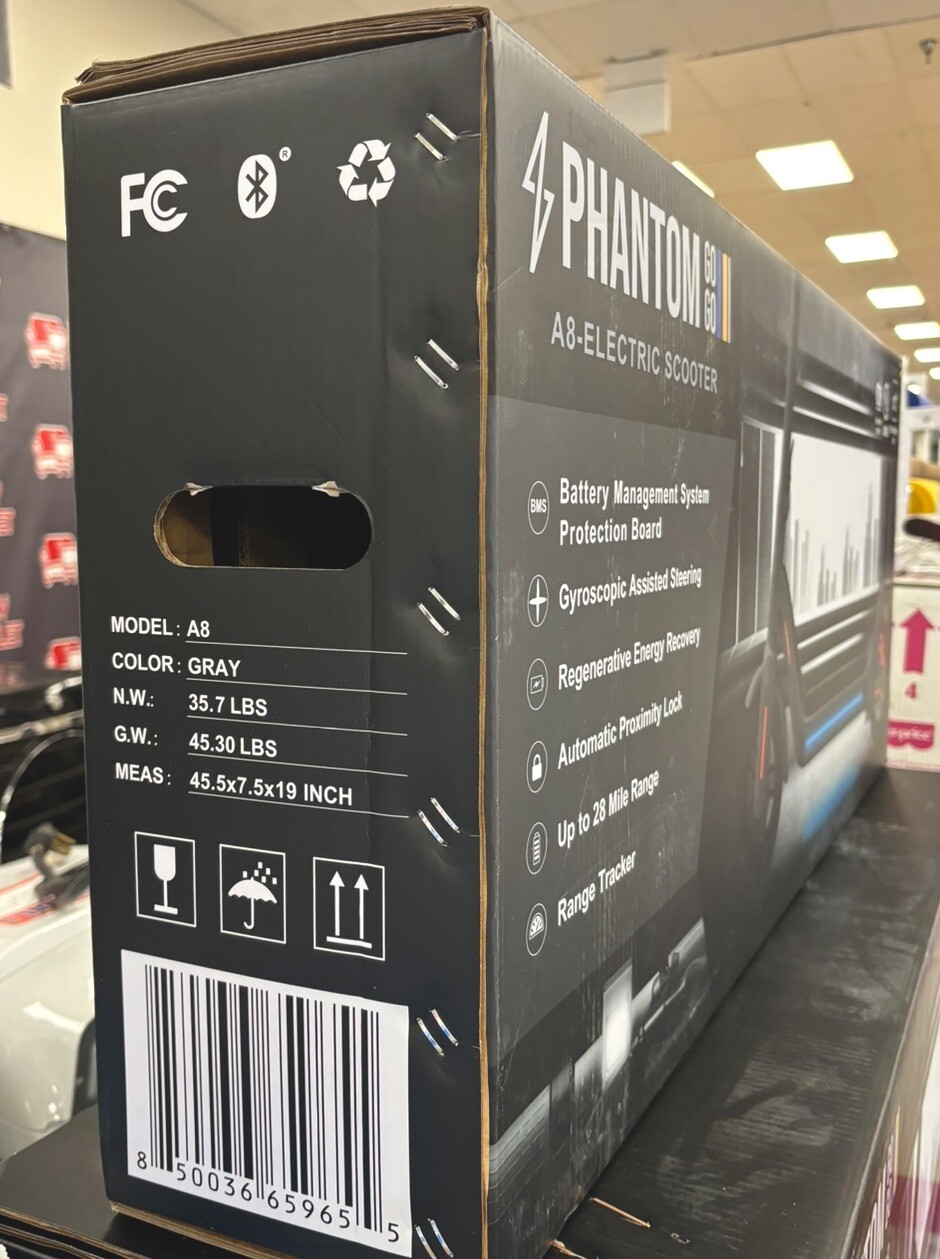 FC
®
PHANTOM
GO
GO
A8-ELECTRIC SCOOTER
BMS
Battery Management System
Protection Board
Gyroscopic Assisted Steering
Regenerative Energy Recovery
Automatic Proximity Lock
Up to 28 Mile Range
Range Tracker
MODEL: A8
COLOR: GRAY
N.W.: 35.7 LBS
G.W.: 45.30 LBS
MEAS: 45.5x7.5x19 INCH
8 50036 65965 5
4